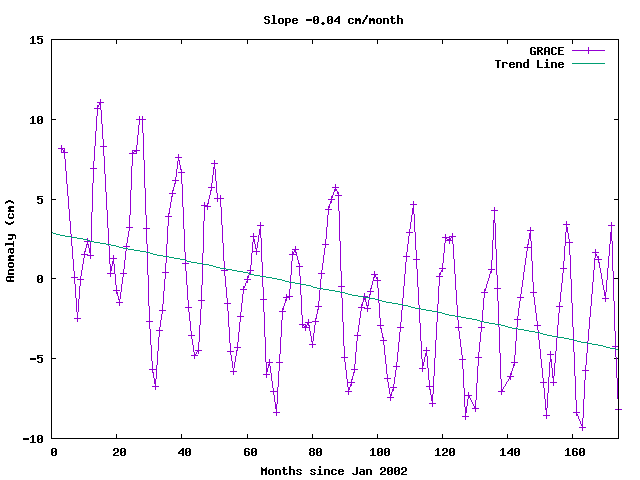 Slope -0.04 cm/month
15
10
5
0
-5
-10
Anomaly (cm)
GRACE
Trend Line
0 20 40 60 80 100 120 140 160
Months since Jan 2002